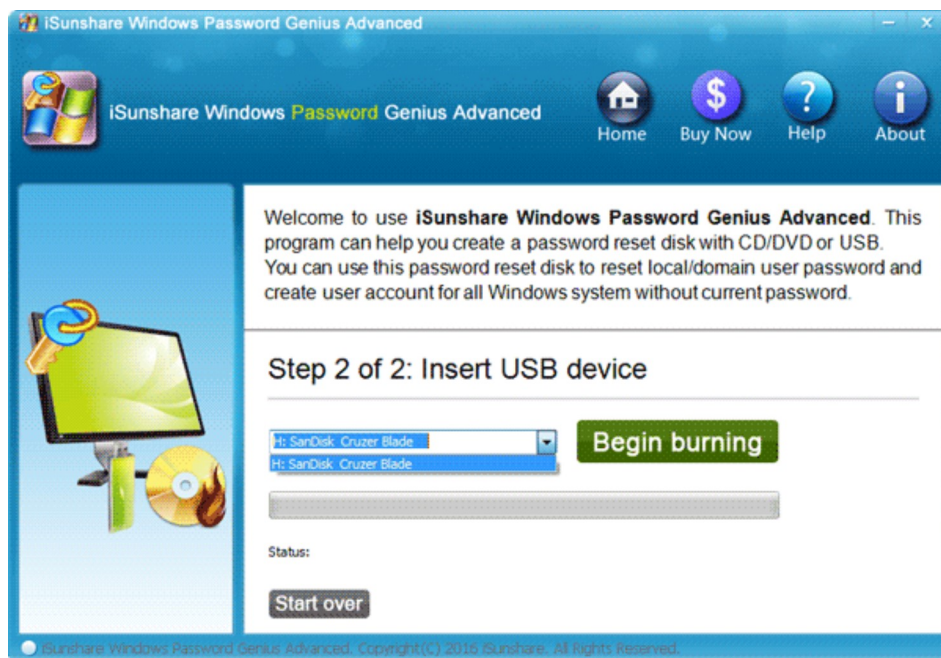 iSunshare Windows Password Genius Advanced
iSunshare Windows Password Genius Advanced
Home
Buy Now
Help
About
Welcome to use iSunshare Windows Password Genius Advanced. This
program can help you create a password reset disk with CD/DVD or USB.
You can use this password reset disk to reset local/domain user password and
create user account for all Windows system without current password.
Step 2 of 2: Insert USB device
H: SanDisk Cruzer Blade
H: SanDisk Cruzer Blade
Begin burning
Status:
Start over
iSunshare Windows Password Genius Advanced. Copyright(C) 2016 iSunshare. All Rights Reserved.